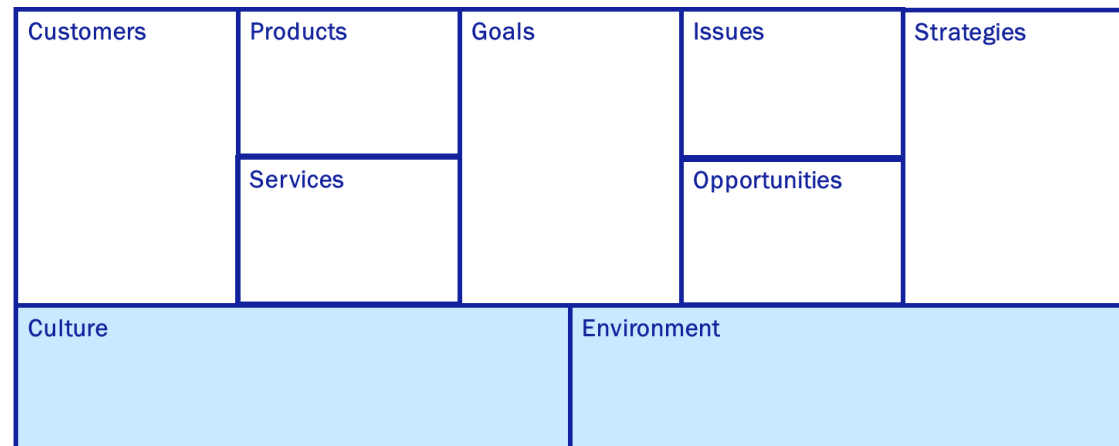 Customers
Products
Goals
Issues
Strategies
Services
Opportunities
Culture
Environment